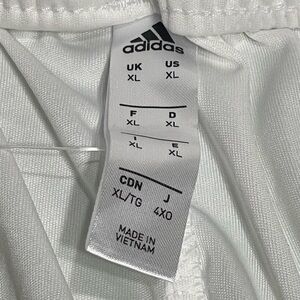 adidas
UK US
XL XL
F D
XL XL
I E
XL XL
CDN J
XL/TG 4XO
MADE IN
VIETNAM